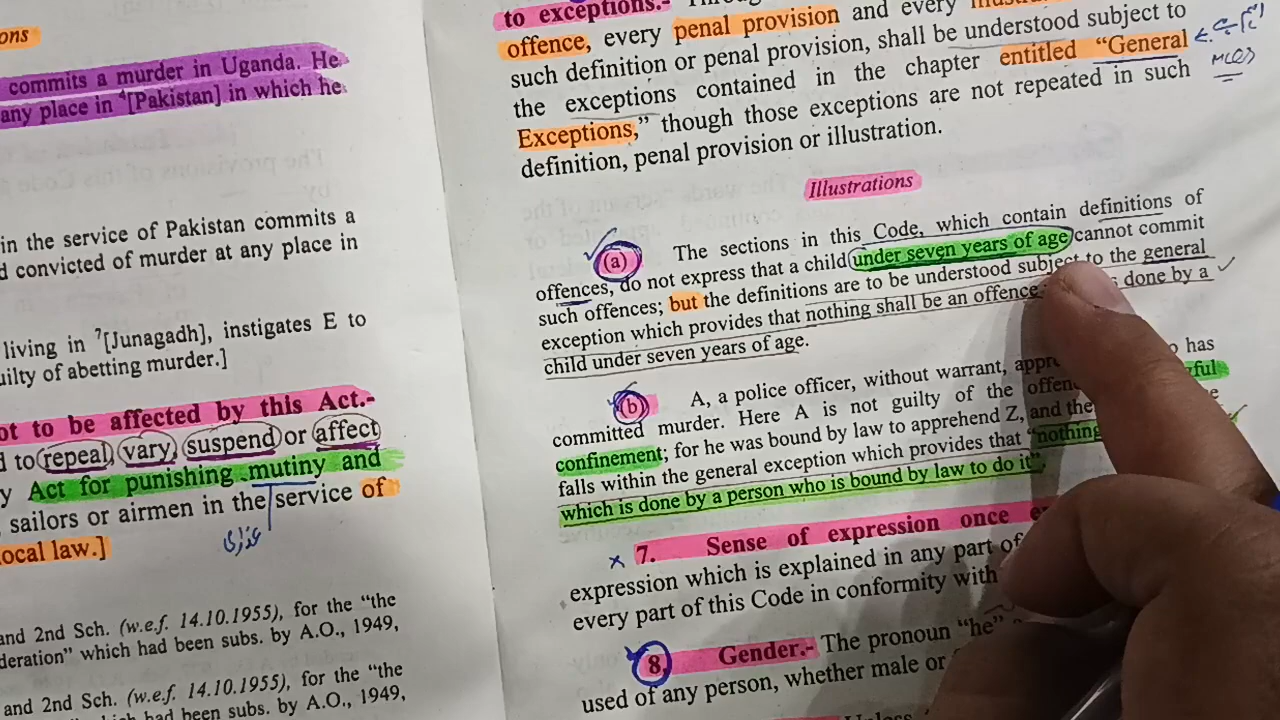 ons
commits a murder in Uganda. He
any place in ⁴[Pakistan] in which he
in the service of Pakistan commits a
d convicted of murder at any place in
living in ⁷[Junagadh], instigates E to
uilty of abetting murder.]
ot to be affected by this Act.-
d to repeal, vary, suspend or affect
y Act for punishing mutiny and
, sailors or airmen in the service of
local law.]
and 2nd Sch. (w.e.f. 14.10.1955), for the “the
deration” which had been subs. by A.O., 1949,
and 2nd Sch. (w.e.f. 14.10.1955), for the “the
had been subs. by A.O., 1949,
to exceptions.-
offence, every penal provision and every
such definition or penal provision, shall be understood subject to
the exceptions contained in the chapter entitled “General
MCQs
Exceptions,” though those exceptions are not repeated in such
definition, penal provision or illustration.
Illustrations
(a) The sections in this Code, which contain definitions of
offences, do not express that a child under seven years of age cannot commit
such offences; but the definitions are to be understood subject to the general
exception which provides that nothing shall be an offence done by a
child under seven years of age.
(b) A, a police officer, without warrant, has
committed murder. Here A is not guilty of the
confinement; for he was bound by law to apprehend Z, and
falls within the general exception which provides that “nothing
which is done by a person who is bound by law to do it”.
7. Sense of expression once
expression which is explained in any part of
every part of this Code in conformity with
8. Gender.- The pronoun “he”
used of any person, whether male or